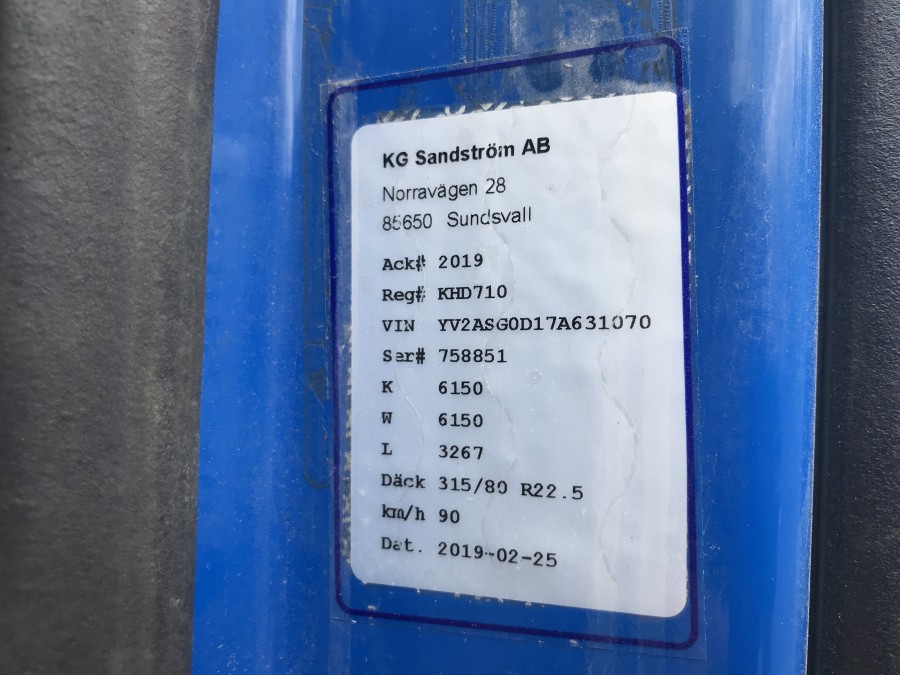 KG Sandström AB
Norravägen 28
85650 Sundsvall
Ack# 2019
Reg# KHD710
VIN YV2ASG0D17A631070
Ser# 758851
K 6150
W 6150
L 3267
Däck 315/80 R22.5
km/h 90
Dat. 2019-02-25